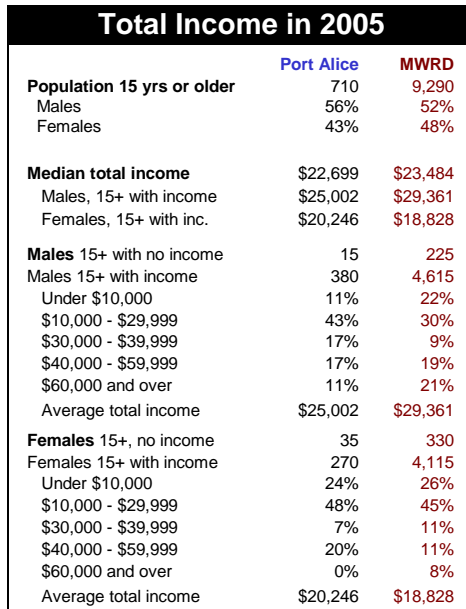 Total Income in 2005
Port Alice MWRD
Population 15 yrs or older 710 9,290
Males 56% 52%
Females 43% 48%
Median total income $22,699 $23,484
Males, 15+ with income $25,002 $29,361
Females, 15+ with inc. $20,246 $18,828
Males 15+ with no income 15 225
Males 15+ with income 380 4,615
Under $10,000 11% 22%
$10,000 - $29,999 43% 30%
$30,000 - $39,999 17% 9%
$40,000 - $59,999 17% 19%
$60,000 and over 11% 21%
Average total income $25,002 $29,361
Females 15+, no income 35 330
Females 15+ with income 270 4,115
Under $10,000 24% 26%
$10,000 - $29,999 48% 45%
$30,000 - $39,999 7% 11%
$40,000 - $59,999 20% 11%
$60,000 and over 0% 8%
Average total income $20,246 $18,828